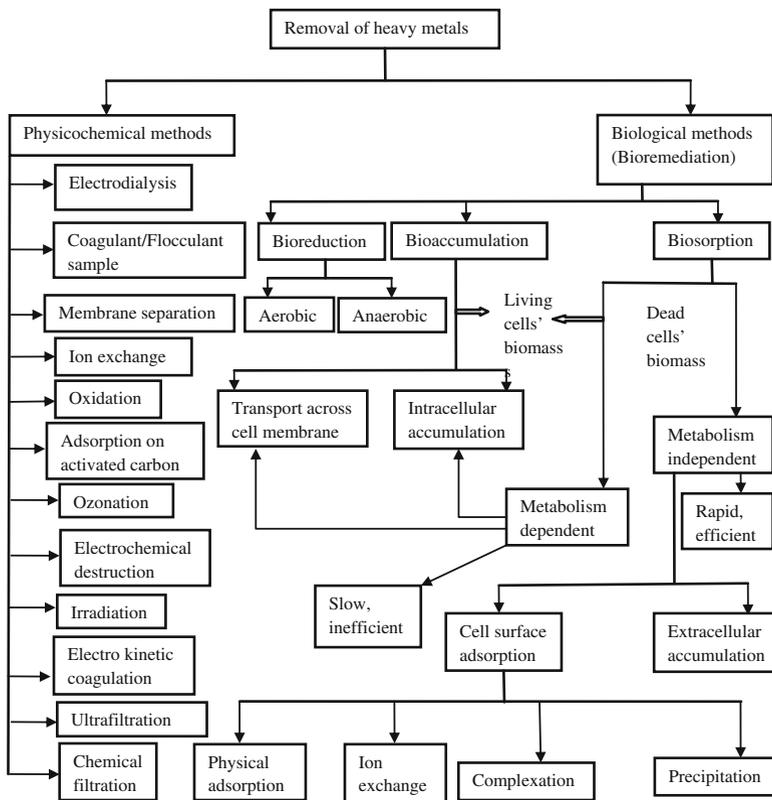 Removal of heavy metals
Physicochemical methods
Biological methods
(Bioremediation)
Electrodialysis
Coagulant/Flocculant
sample
Membrane separation
Ion exchange
Oxidation
Adsorption on
activated carbon
Ozonation
Electrochemical
destruction
Irradiation
Electro kinetic
coagulation
Ultrafiltration
Chemical
filtration
Bioreduction
Bioaccumulation
Biosorption
Aerobic
Anaerobic
Living
cells’
biomass
s
Dead
cells’
biomass
Transport across
cell membrane
Intracellular
accumulation
Metabolism
independent
Metabolism
dependent
Rapid,
efficient
Slow,
inefficient
Cell surface
adsorption
Extracellular
accumulation
Physical
adsorption
Ion
exchange
Complexation
Precipitation